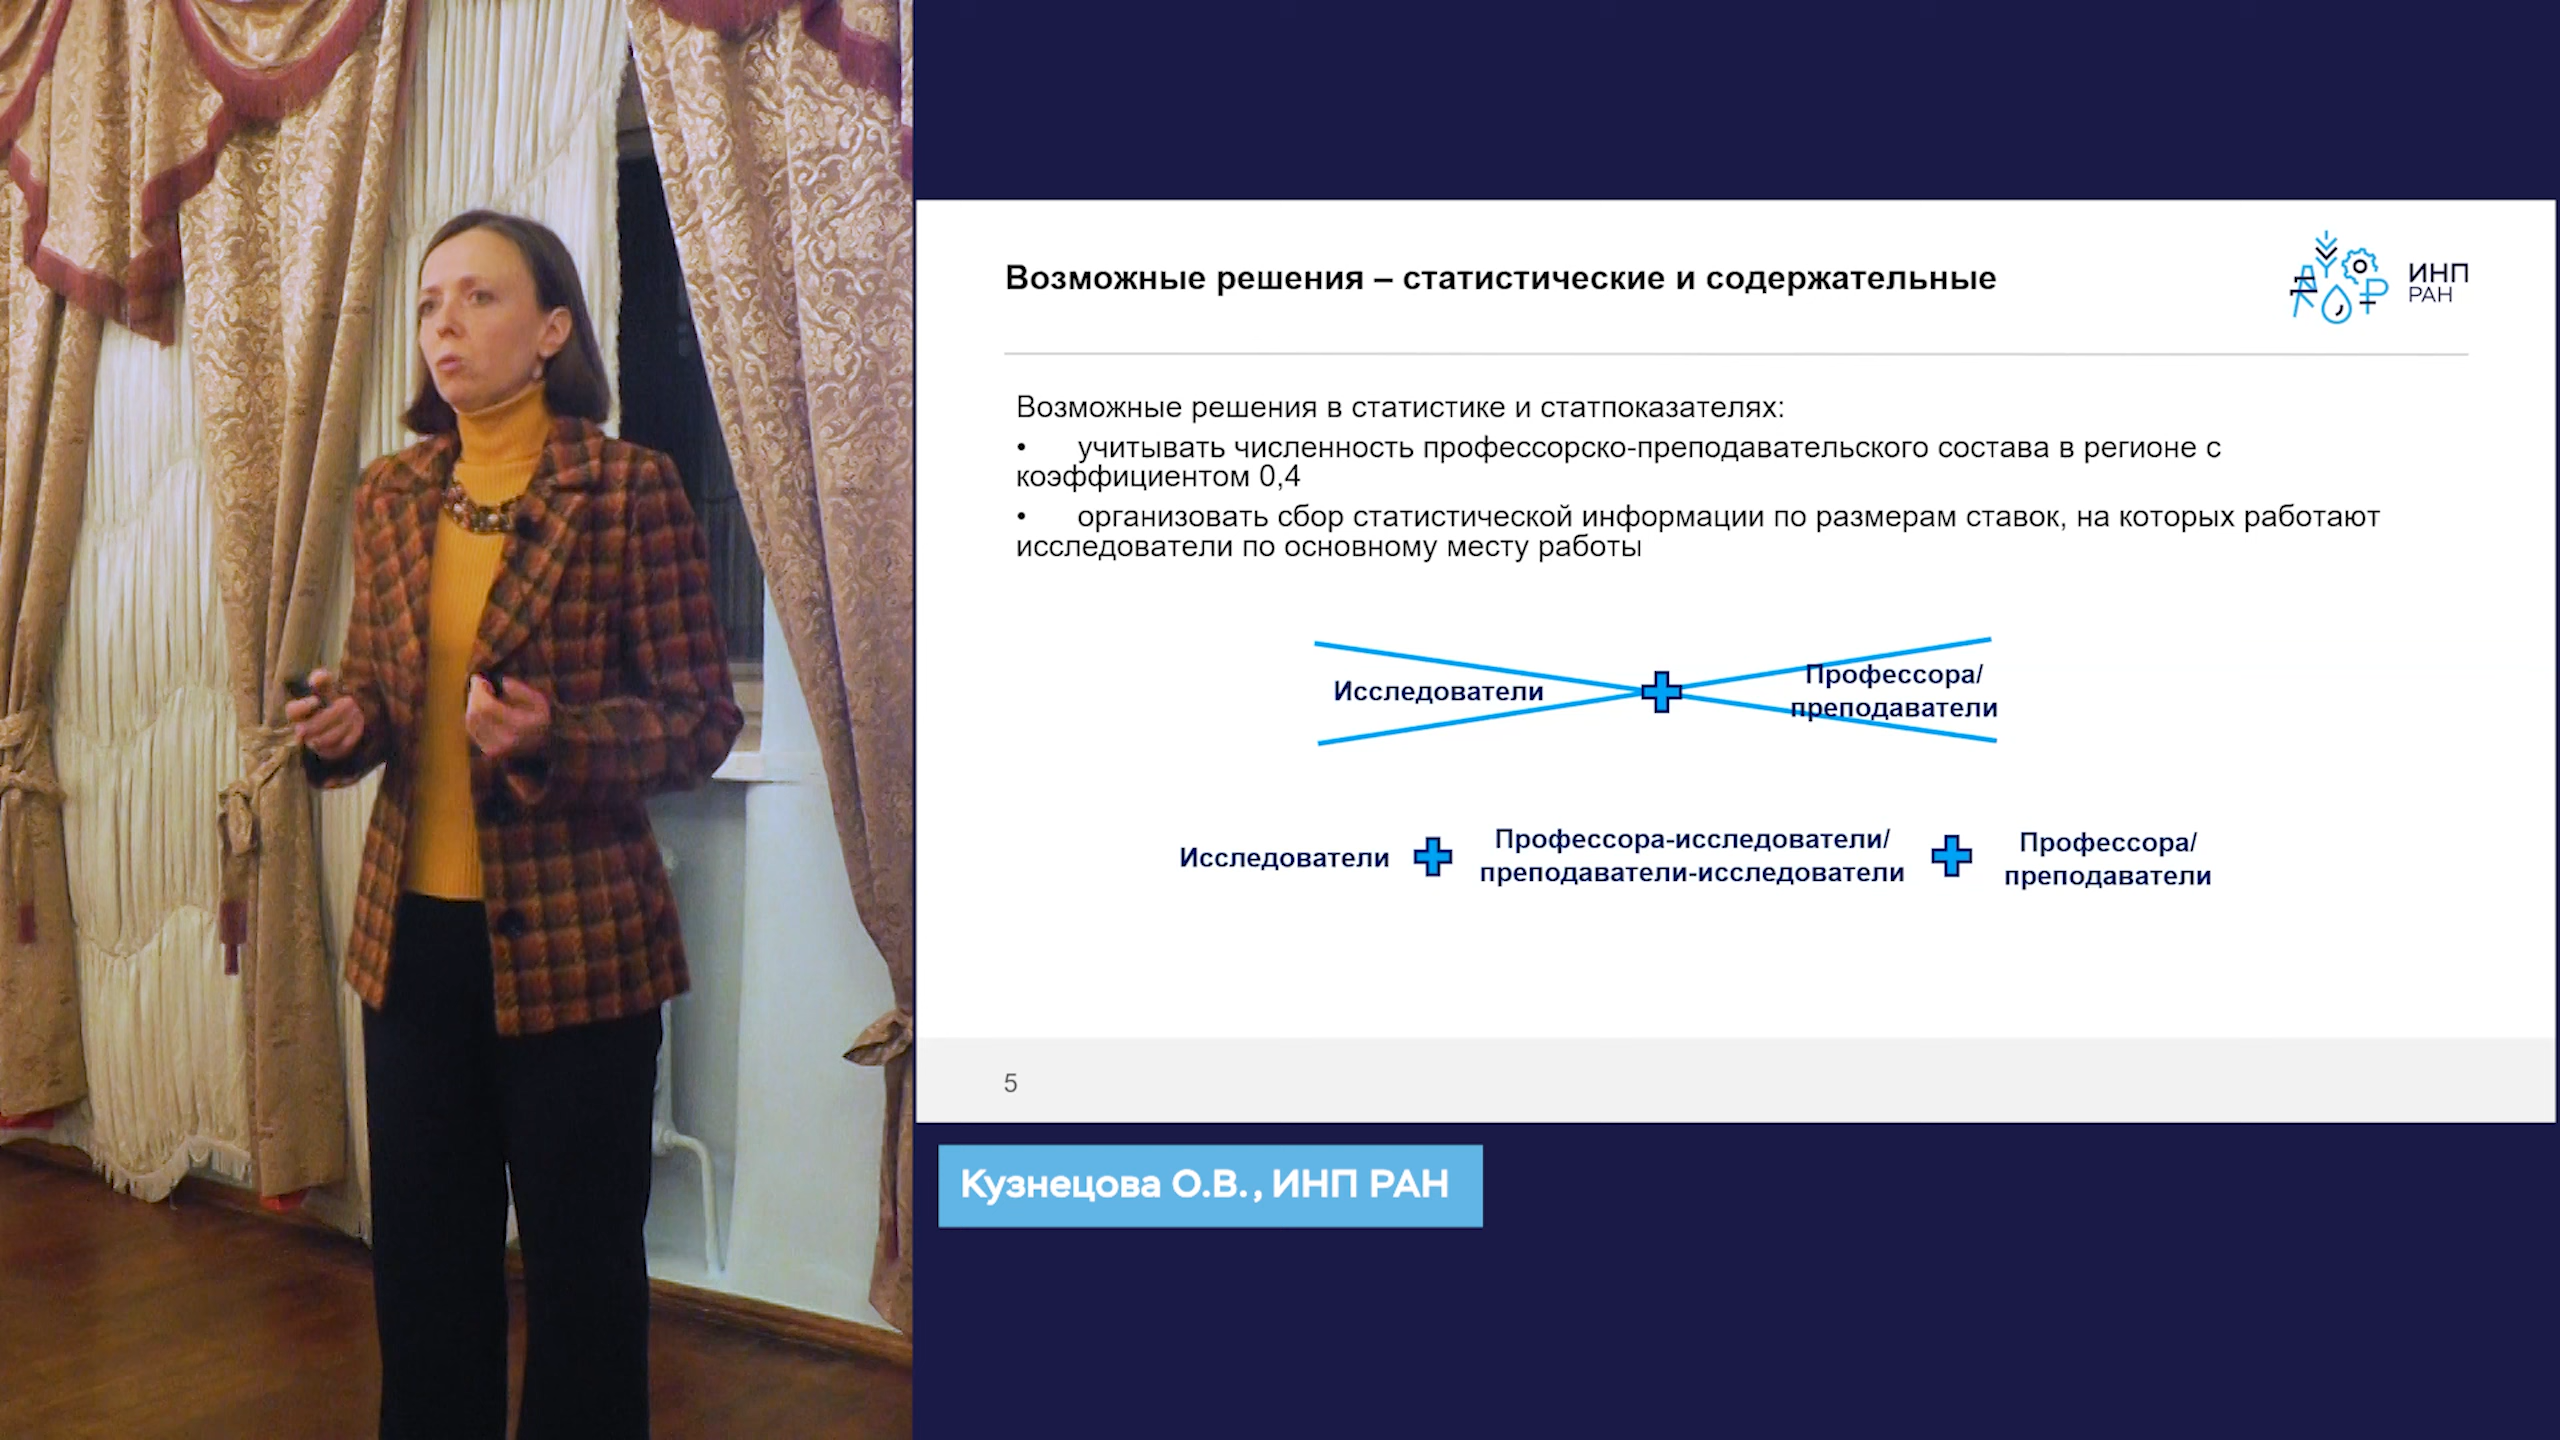 Возможные решения – статистические и содержательные
ИНП
РАН
Возможные решения в статистике и статпоказателях:
• учитывать численность профессорско-преподавательского состава в регионе с
коэффициентом 0,4
• организовать сбор статистической информации по размерам ставок, на которых работают
исследователи по основному месту работы
Исследователи
Профессора/
преподаватели
Исследователи
Профессора-исследователи/
преподаватели-исследователи
Профессора/
преподаватели
5
Кузнецова О.В., ИНП РАН